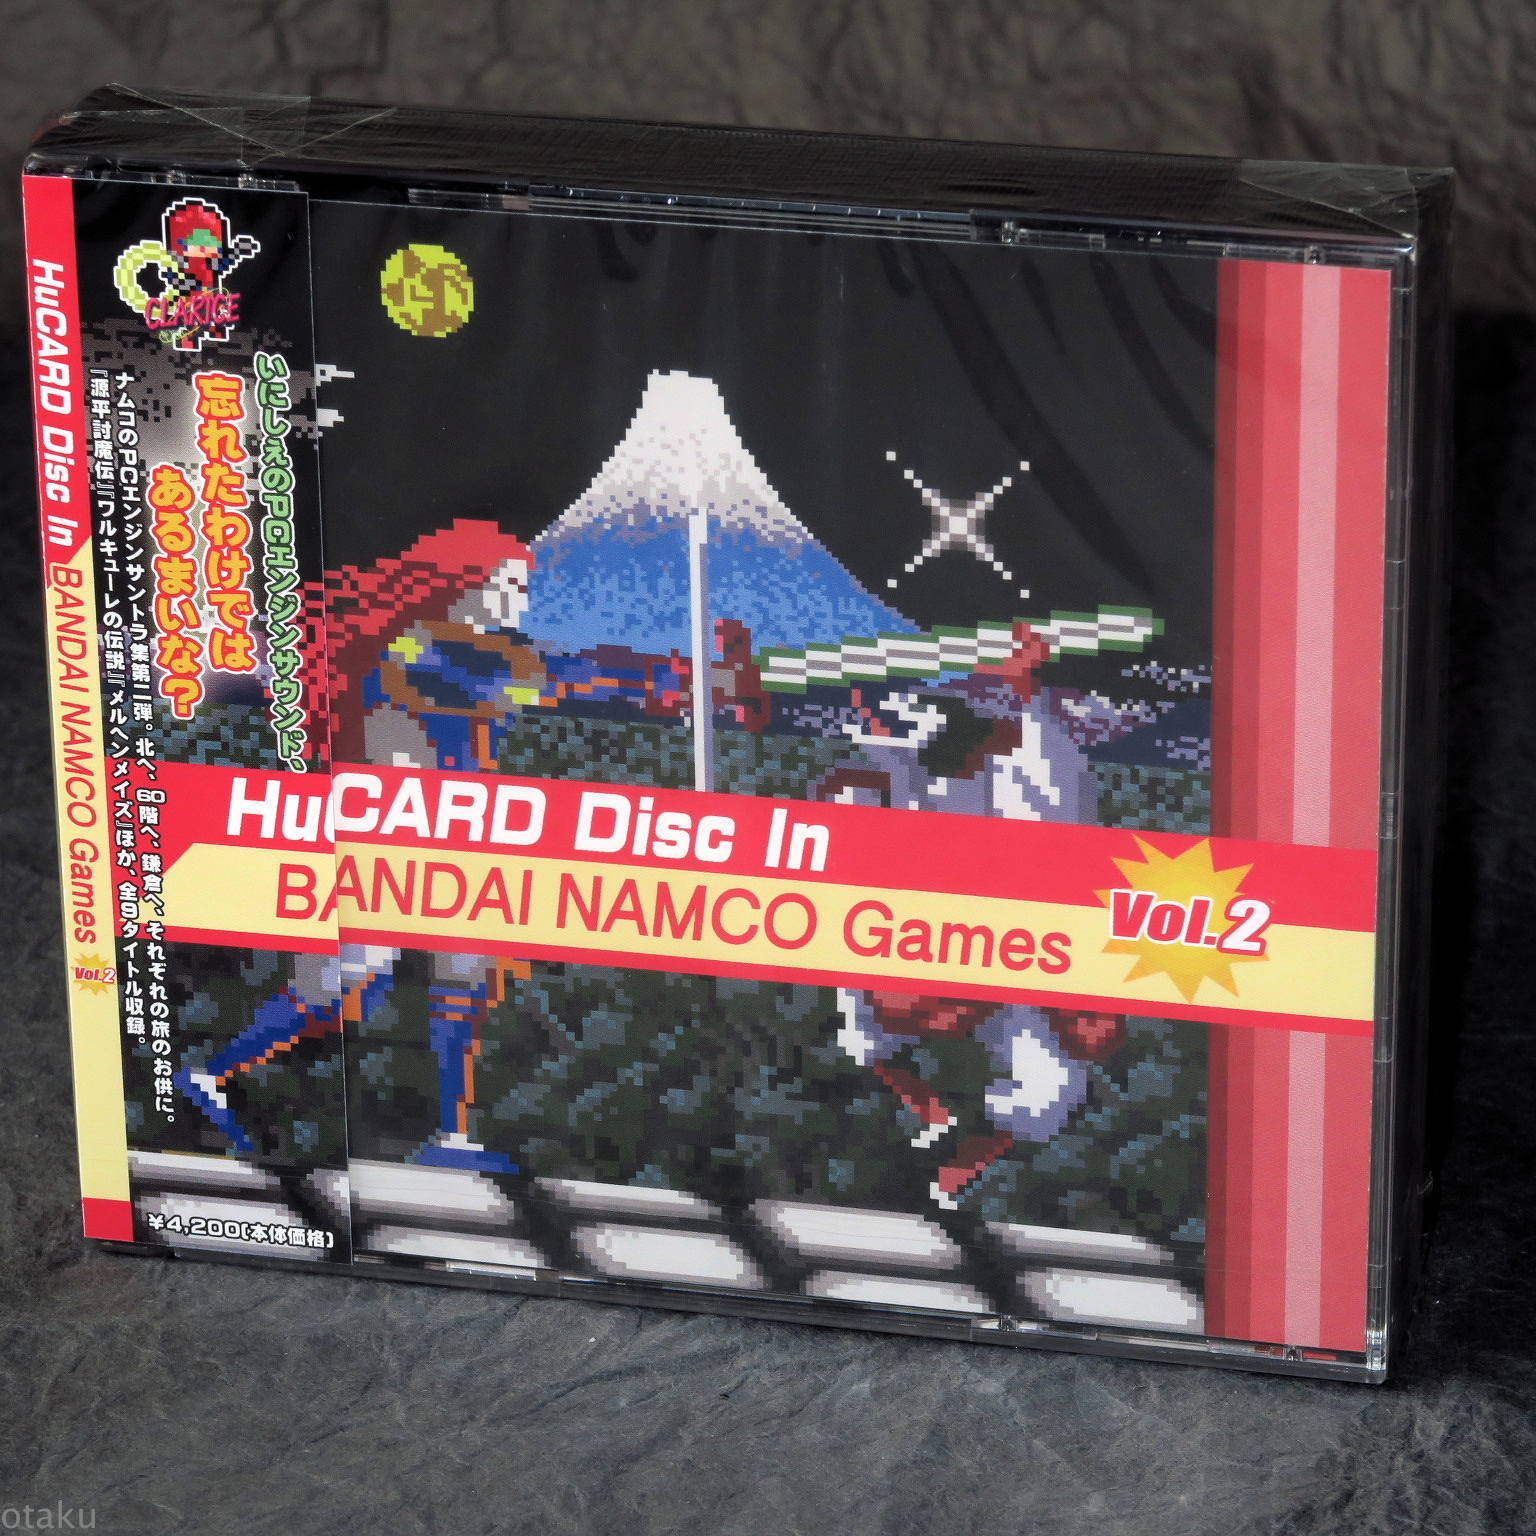 HuCARD Disc In BANDAI NAMCO Games Vol.2
CLARICE
いにしえのPCエンジンサウンド、
忘れたわけでは
あるまいな？
ナムコのPCエンジンサントラ集第二弾。北へ、60階へ、鎌倉へ、それぞれの旅のお供に。
『源平討魔伝』『ワルキューレの伝説』『メルヘンメイズ』ほか、全9タイトル収録。
¥4,200(本体価格)
HuCARD Disc In
BANDAI NAMCO Games
Vol.2
otaku